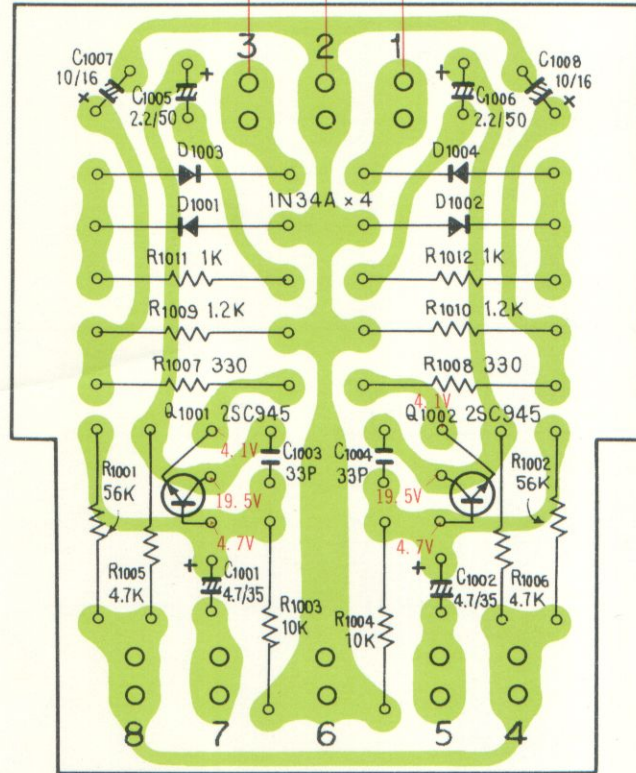 3 2 1
C1007
10/16
+
C1005
2.2/50
+
C1006
2.2/50
+
C1008
10/16
+
D1003
D1004
1N34A × 4
D1001
D1002
R1011 1K
R1012 1K
R1009 1.2K
R1010 1.2K
R1007 330
R1008 330
4.1V
Q1001 2SC945
Q1002 2SC945
4.1V
C1003
33P
C1004
33P
R1001
56K
R1002
56K
19.5V
19.5V
4.7V
4.7V
+
C1001
4.7/35
+
C1002
4.7/35
R1005
4.7K
R1006
4.7K
R1003
10K
R1004
10K
8 7 6 5 4